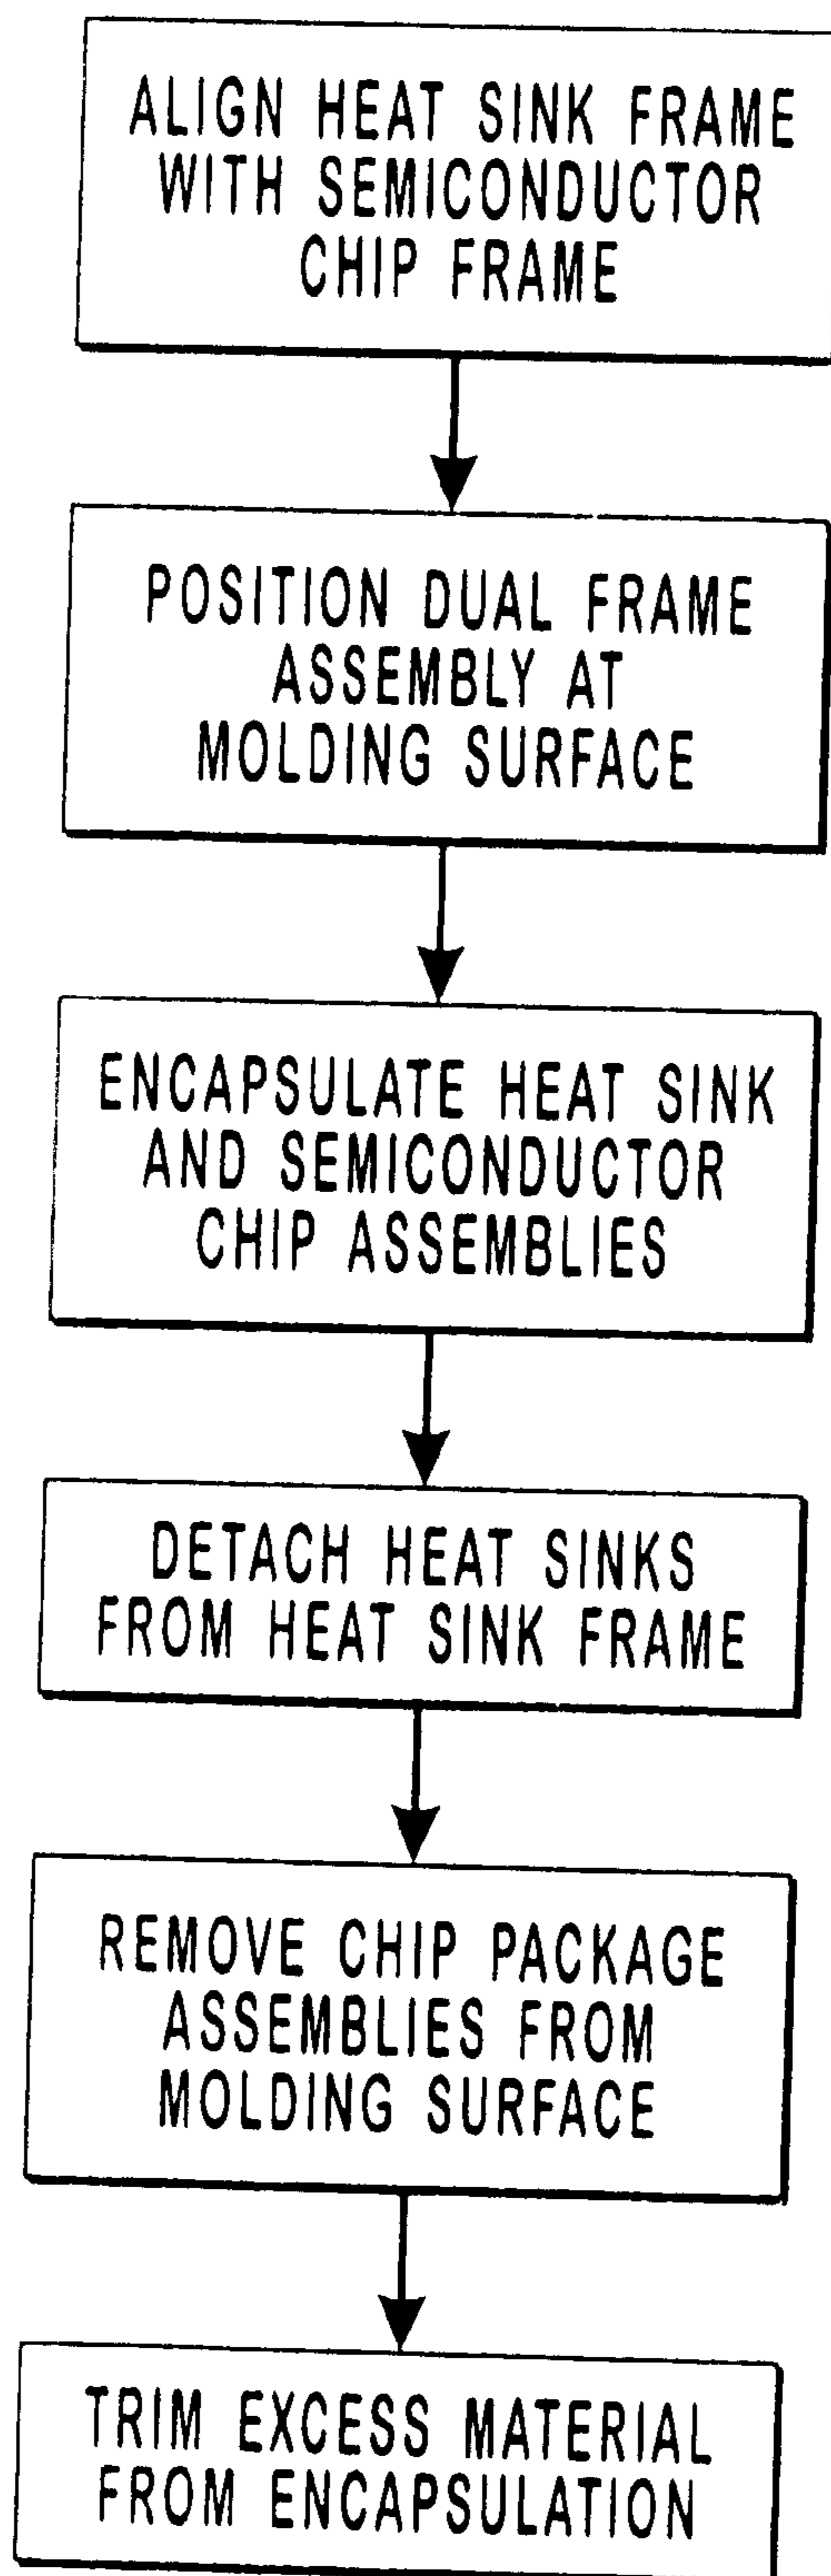 ALIGN HEAT SINK FRAME
WITH SEMICONDUCTOR
CHIP FRAME
POSITION DUAL FRAME
ASSEMBLY AT
MOLDING SURFACE
ENCAPSULATE HEAT SINK
AND SEMICONDUCTOR
CHIP ASSEMBLIES
DETACH HEAT SINKS
FROM HEAT SINK FRAME
REMOVE CHIP PACKAGE
ASSEMBLIES FROM
MOLDING SURFACE
TRIM EXCESS MATERIAL
FROM ENCAPSULATION